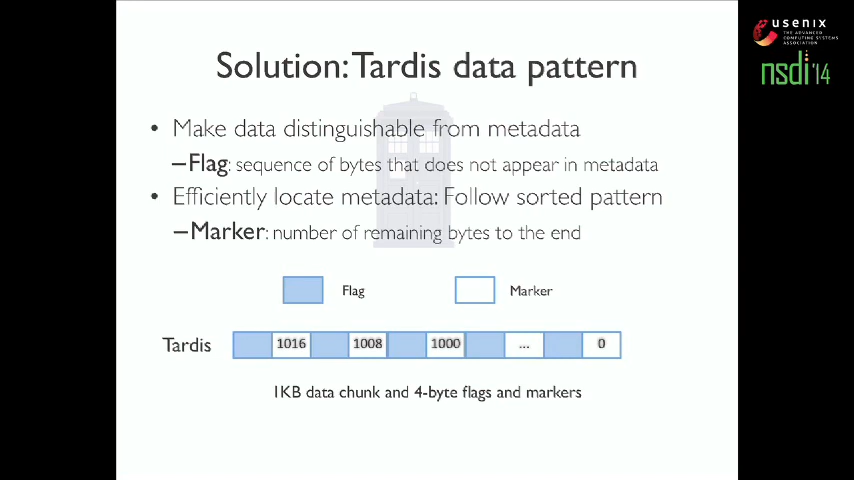 usenix
THE ADVANCED
COMPUTING SYSTEMS
ASSOCIATION
nsdi '14
Solution: Tardis data pattern
• Make data distinguishable from metadata
–Flag: sequence of bytes that does not appear in metadata
• Efficiently locate metadata: Follow sorted pattern
–Marker: number of remaining bytes to the end
Flag Marker
Tardis 1016 1008 1000 ... 0
1KB data chunk and 4-byte flags and markers